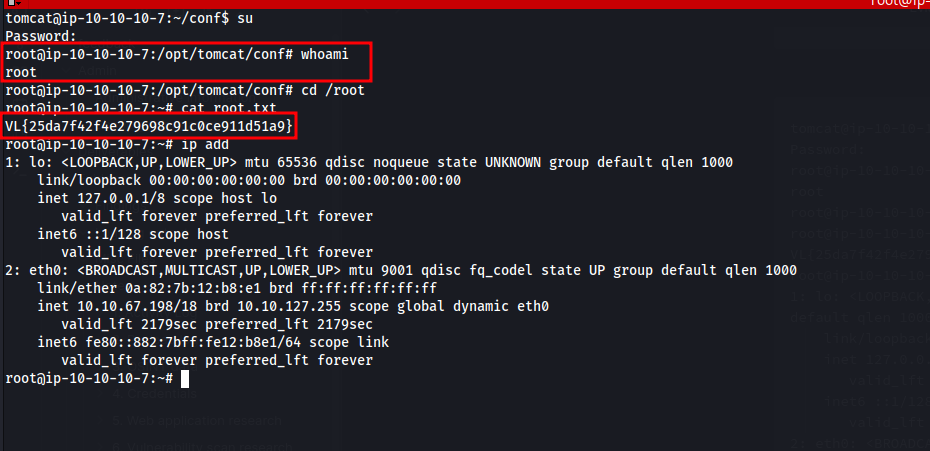 root@ip-10-10
tomcat@ip-10-10-10-7:~/conf$ su
Password:
root@ip-10-10-10-7:/opt/tomcat/conf# whoami
root
root@ip-10-10-10-7:/opt/tomcat/conf# cd /root
root@ip-10-10-10-7:~# cat root.txt
VL{25da7f42f4e279698c91c0ce911d51a9}
root@ip-10-10-10-7:~# ip add
1: lo: <LOOPBACK,UP,LOWER_UP> mtu 65536 qdisc noqueue state UNKNOWN group default qlen 1000
    link/loopback 00:00:00:00:00:00 brd 00:00:00:00:00:00
    inet 127.0.0.1/8 scope host lo
       valid_lft forever preferred_lft forever
    inet6 ::1/128 scope host
       valid_lft forever preferred_lft forever
2: eth0: <BROADCAST,MULTICAST,UP,LOWER_UP> mtu 9001 qdisc fq_codel state UP group default qlen 1000
    link/ether 0a:82:7b:12:b8:e1 brd ff:ff:ff:ff:ff:ff
    inet 10.10.67.198/18 brd 10.10.127.255 scope global dynamic eth0
       valid_lft 2179sec preferred_lft 2179sec
    inet6 fe80::882:7bff:fe12:b8e1/64 scope link
       valid_lft forever preferred_lft forever
root@ip-10-10-10-7:~#